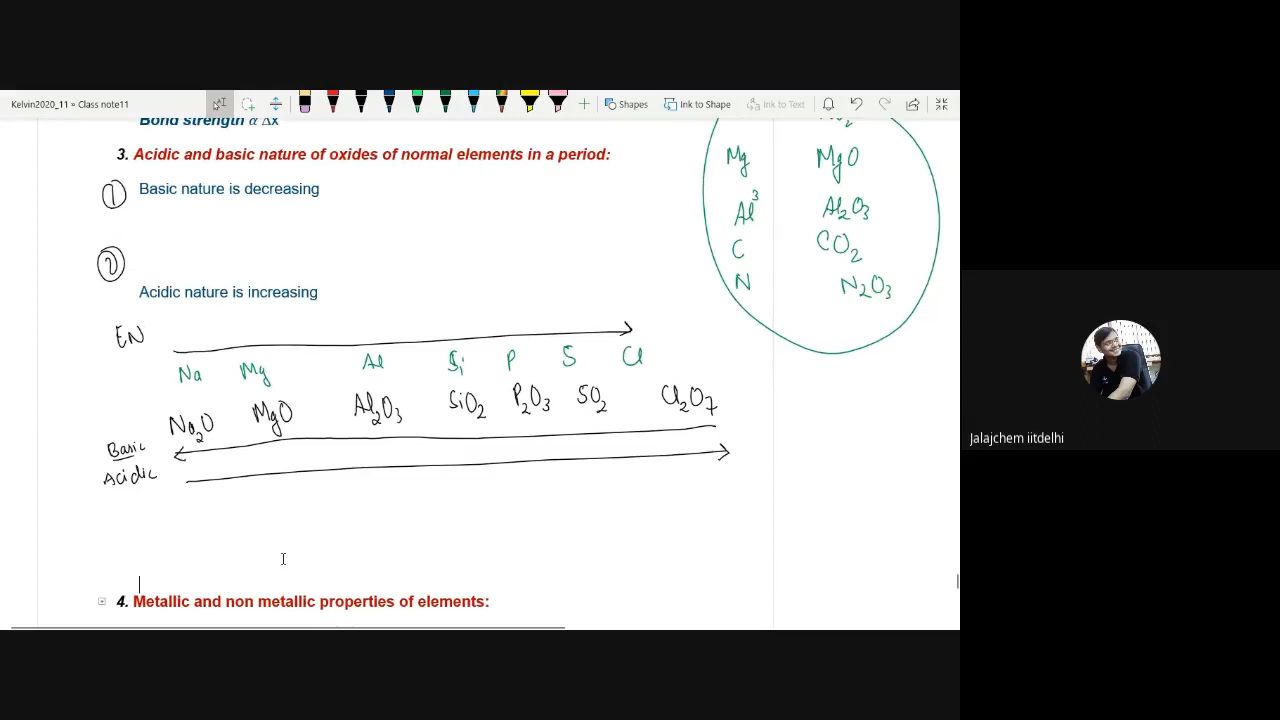 Kelvin2020_11 » Class note11
Shapes
Ink to Shape
Ink to Text
Bond strength α Δx
3. Acidic and basic nature of oxides of normal elements in a period:
① Basic nature is decreasing
②
Acidic nature is increasing
Mg MgO
Al³ Al₂O₃
C CO₂
N N₂O₃
EN
Na Mg Al Si P S Cl
Na₂O MgO Al₂O₃ SiO₂ P₂O₃ SO₂ Cl₂O₇
Basic
Acidic
4. Metallic and non metallic properties of elements:
Jalajchem iitdelhi